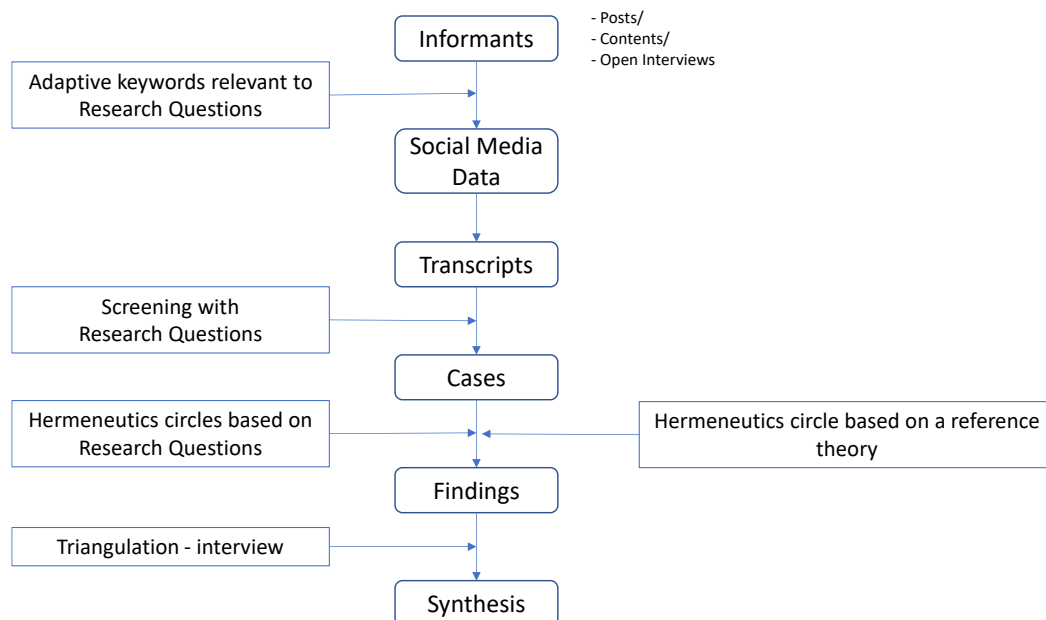 Informants
- Posts/
- Contents/
- Open Interviews
Adaptive keywords relevant to
Research Questions
Social Media
Data
Transcripts
Screening with
Research Questions
Cases
Hermeneutics circles based on
Research Questions
Hermeneutics circle based on a reference
theory
Findings
Triangulation - interview
Synthesis